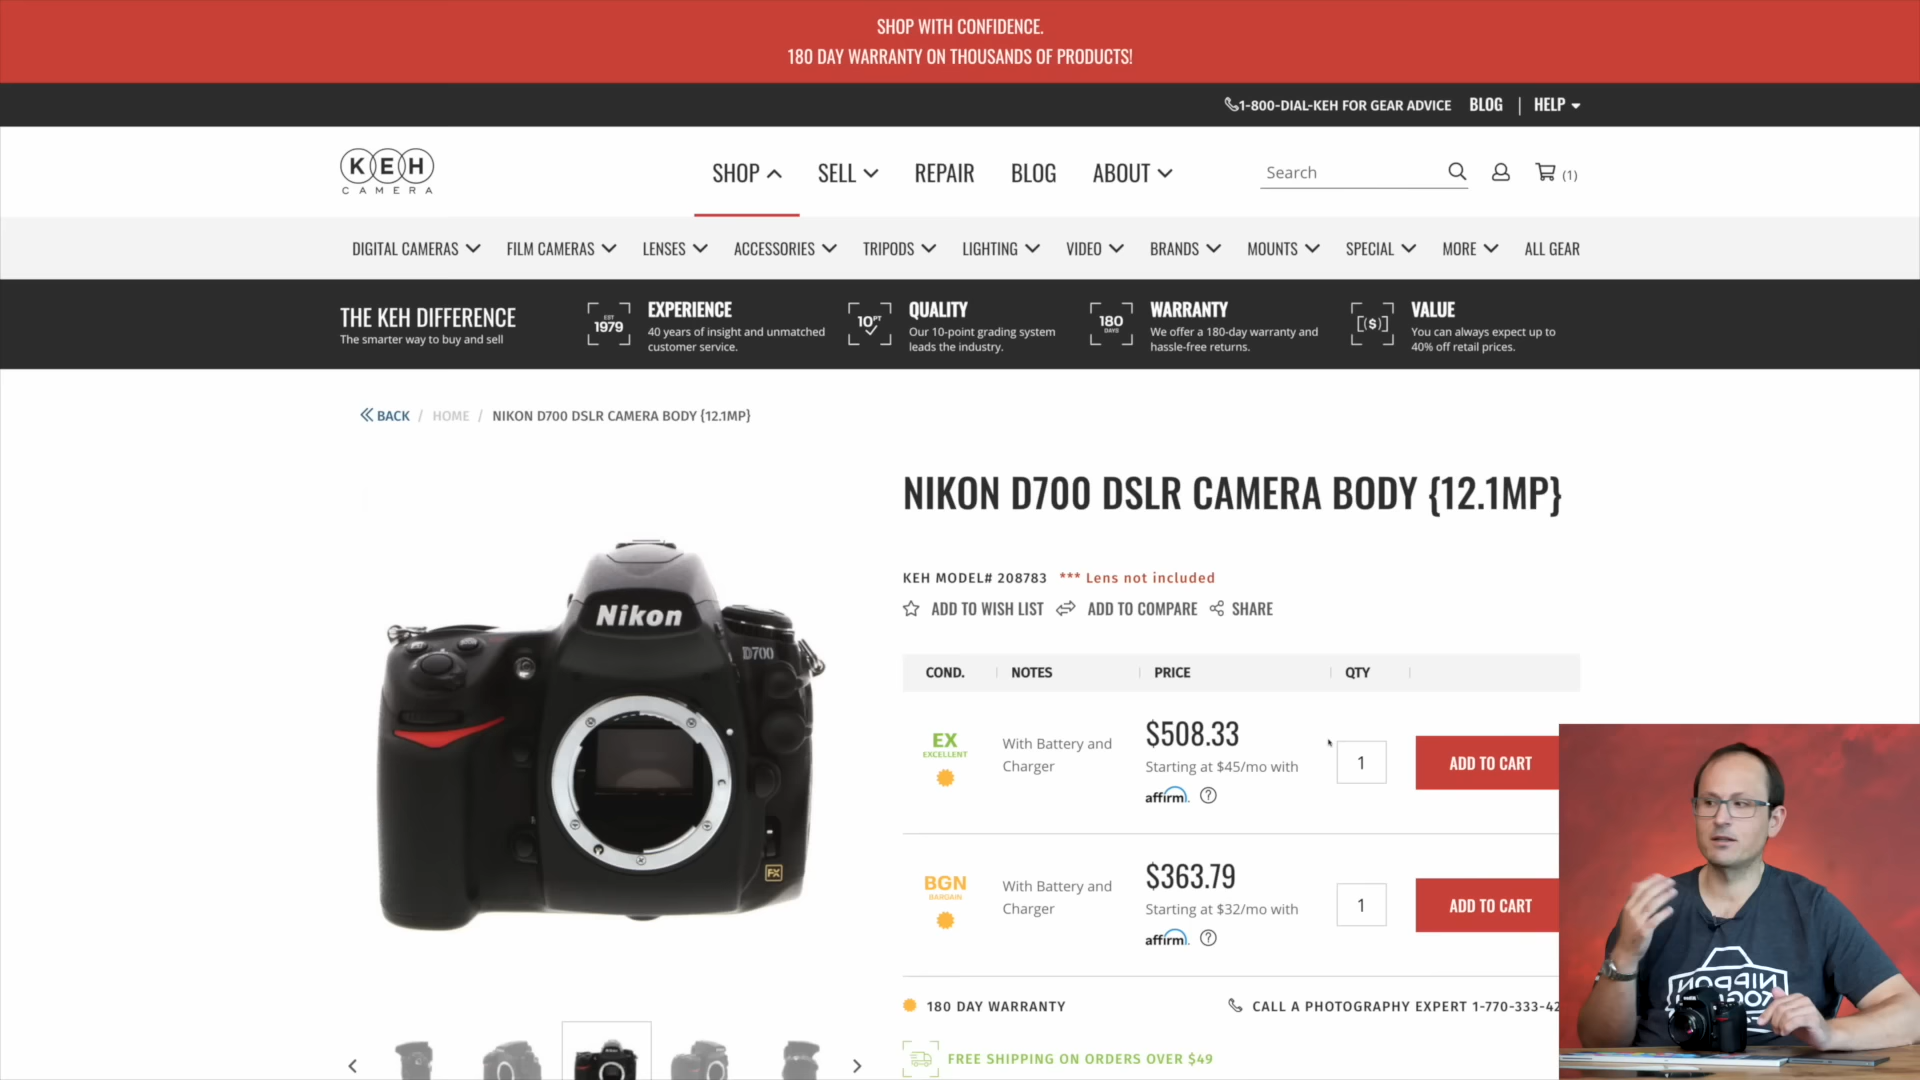 SHOP WITH CONFIDENCE.
180 DAY WARRANTY ON THOUSANDS OF PRODUCTS!
1-800-DIAL-KEH FOR GEAR ADVICE BLOG | HELP
KEH
CAMERA
SHOP SELL REPAIR BLOG ABOUT Search (1)
DIGITAL CAMERAS FILM CAMERAS LENSES ACCESSORIES TRIPODS LIGHTING VIDEO BRANDS MOUNTS SPECIAL MORE ALL GEAR
THE KEH DIFFERENCE
The smarter way to buy and sell
EST
1979
EXPERIENCE
40 years of insight and unmatched
customer service.
10PT
QUALITY
Our 10-point grading system
leads the industry.
180
DAYS
WARRANTY
We offer a 180-day warranty and
hassle-free returns.
[($)]
VALUE
You can always expect up to
40% off retail prices.
BACK / HOME / NIKON D700 DSLR CAMERA BODY {12.1MP}
Nikon
D700
FX
NIKON D700 DSLR CAMERA BODY {12.1MP}
KEH MODEL# 208783 *** Lens not included
ADD TO WISH LIST ADD TO COMPARE SHARE
COND. NOTES PRICE QTY
EX
EXCELLENT
With Battery and
Charger
$508.33
Starting at $45/mo with
affirm. ?
1
ADD TO CART
BGN
BARGAIN
With Battery and
Charger
$363.79
Starting at $32/mo with
affirm. ?
1
ADD TO CART
180 DAY WARRANTY
CALL A PHOTOGRAPHY EXPERT 1-770-333-42
FREE SHIPPING ON ORDERS OVER $49